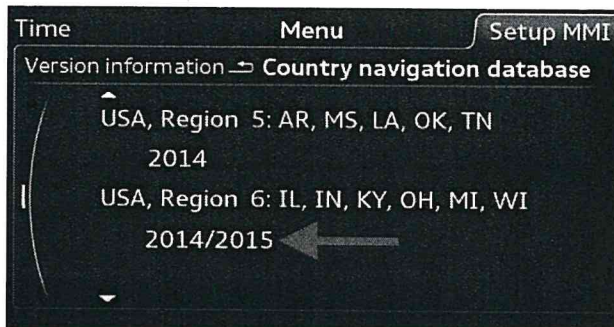 Time
Menu
Setup MMI
Version information Country navigation database
USA, Region 5: AR, MS, LA, OK, TN
2014
USA, Region 6: IL, IN, KY, OH, MI, WI
2014/2015